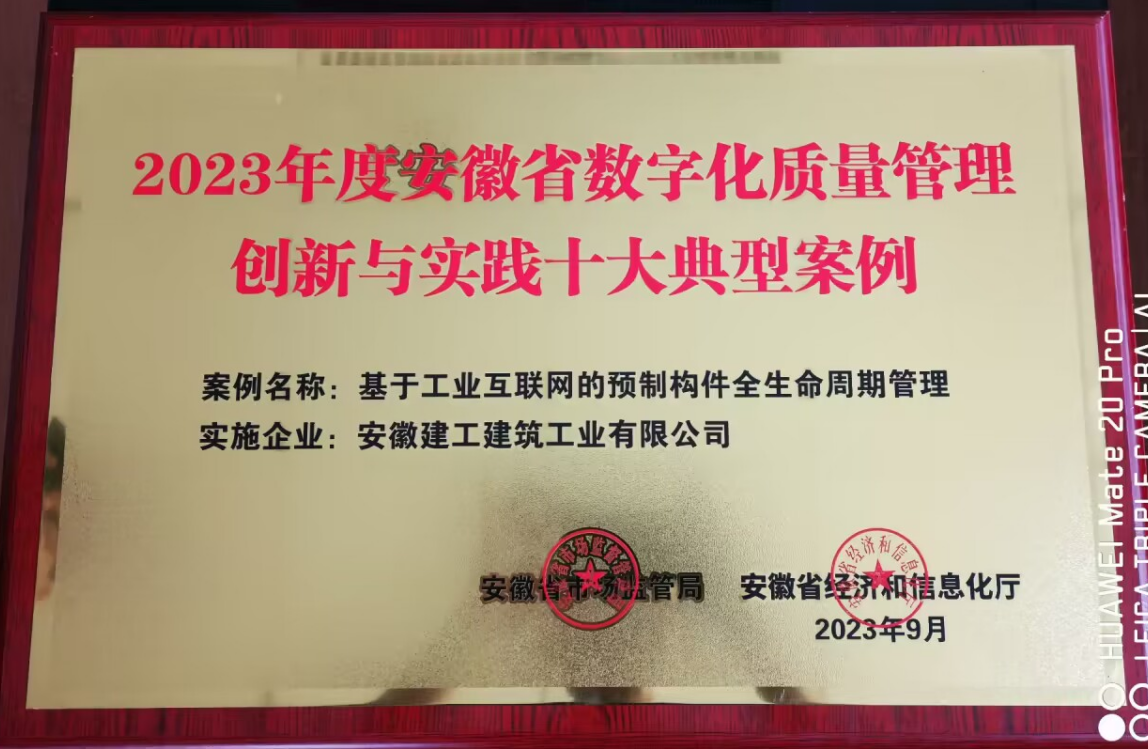 2023年度安徽省数字化质量管理
创新与实践十大典型案例
案例名称：基于工业互联网的预制构件全生命周期管理
实施企业：安徽建工建筑工业有限公司
安徽省市场监管局 安徽省经济和信息化厅
2023年9月
HUAWEI Mate 20 Pro
LEICA TRIPLE CAMERA | AI